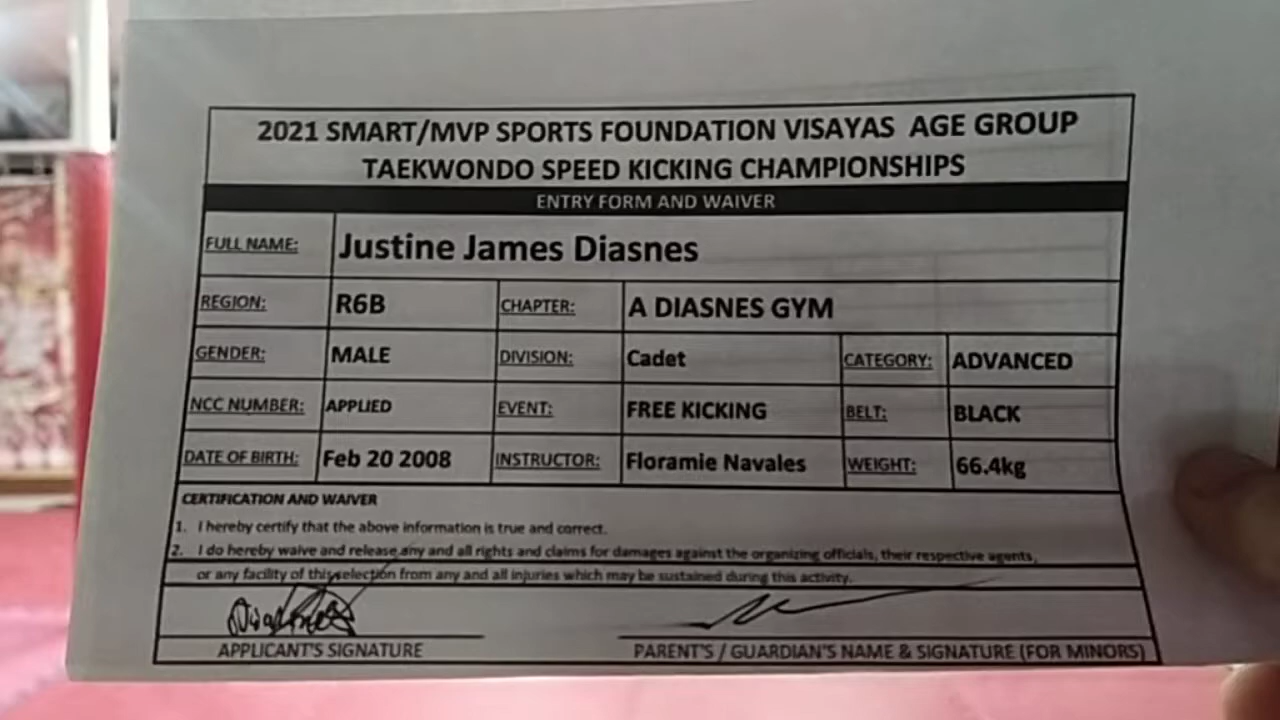 2021 SMART/MVP SPORTS FOUNDATION VISAYAS AGE GROUP
TAEKWONDO SPEED KICKING CHAMPIONSHIPS
ENTRY FORM AND WAIVER
FULL NAME: Justine James Diasnes
REGION: R6B CHAPTER: A DIASNES GYM
GENDER: MALE DIVISION: Cadet CATEGORY: ADVANCED
NCC NUMBER: APPLIED EVENT: FREE KICKING BELT: BLACK
DATE OF BIRTH: Feb 20 2008 INSTRUCTOR: Floramie Navales WEIGHT: 66.4kg
CERTIFICATION AND WAIVER
1. I hereby certify that the above information is true and correct.
2. I do hereby waive and release any and all rights and claims for damages against the organizing officials, their respective agents,
or any facility of this selection from any and all injuries which may be sustained during this activity.
APPLICANT'S SIGNATURE PARENT'S / GUARDIAN'S NAME & SIGNATURE (FOR MINORS)